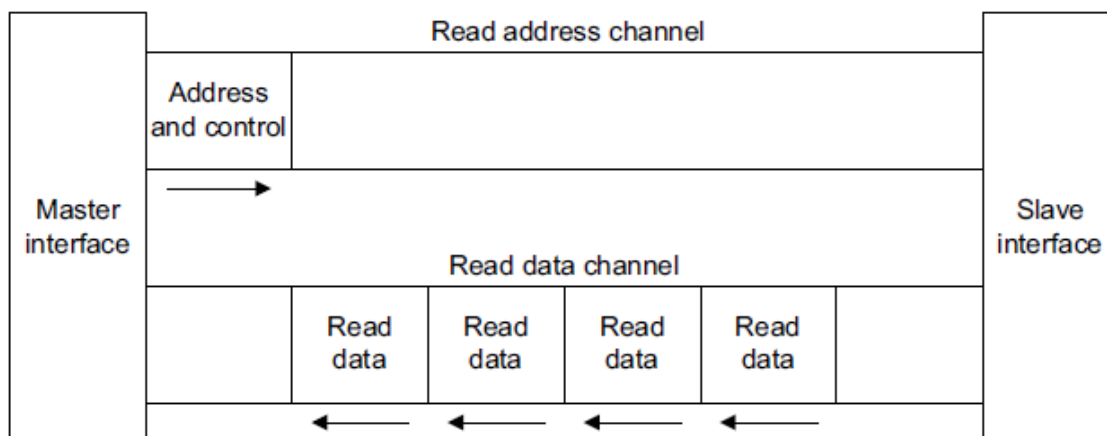 Read address channel
Address
and control
Master
interface
Slave
interface
Read data channel
Read
data
Read
data
Read
data
Read
data